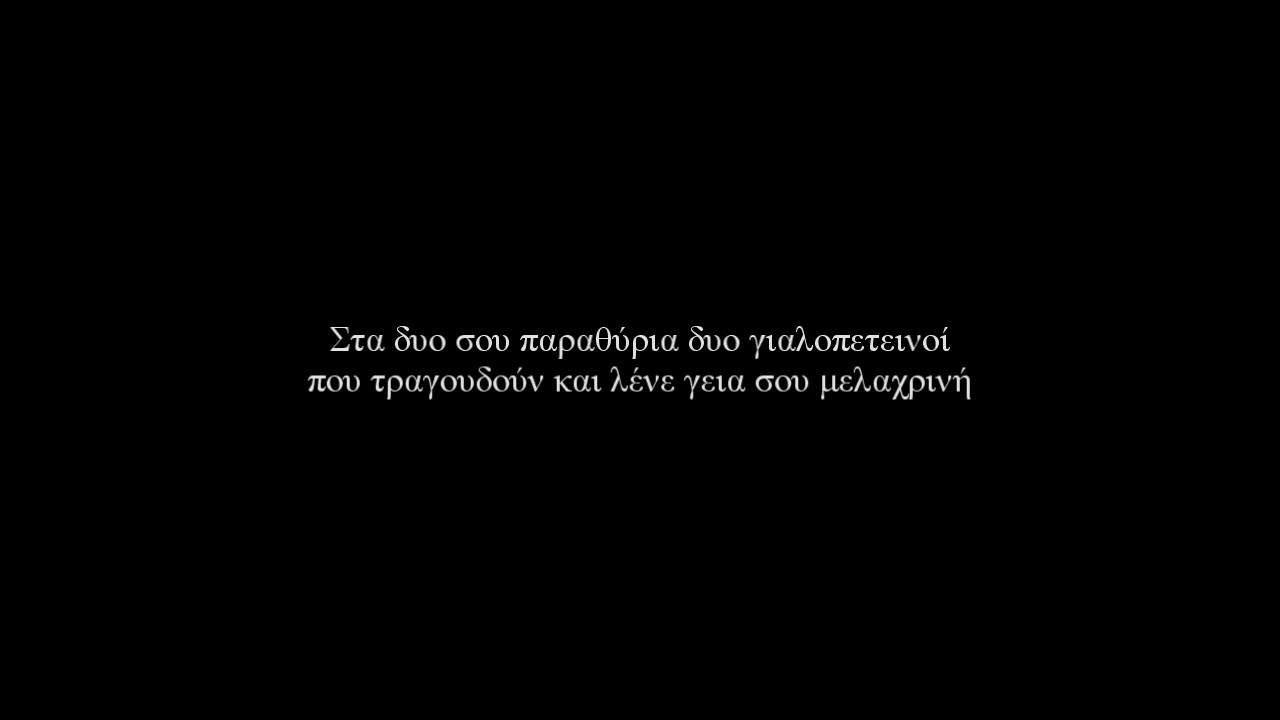 Στα δυο σου παραθύρια δυο γιαλοπετεινοί
που τραγουδούν και λένε γεια σου μελαχρινή